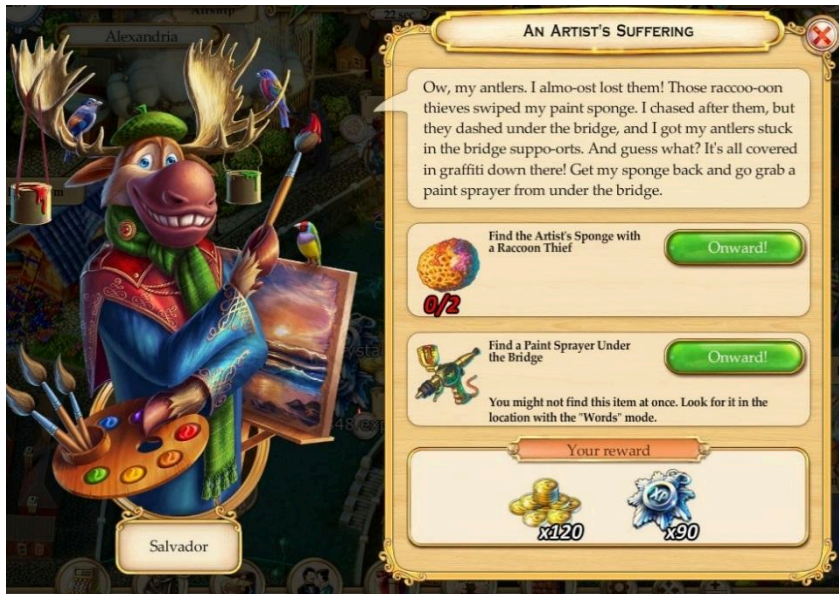 Alexandria
22 sec
AN ARTIST'S SUFFERING
Ow, my antlers. I almo-ost lost them! Those raccoo-oon
thieves swiped my paint sponge. I chased after them, but
they dashed under the bridge, and I got my antlers stuck
in the bridge suppo-orts. And guess what? It's all covered
in graffiti down there! Get my sponge back and go grab a
paint sprayer from under the bridge.
Find the Artist's Sponge with
a Raccoon Thief
Onward!
0/2
Find a Paint Sprayer Under
the Bridge
Onward!
You might not find this item at once. Look for it in the
location with the "Words" mode.
Your reward
XP
x120
x90
Salvador